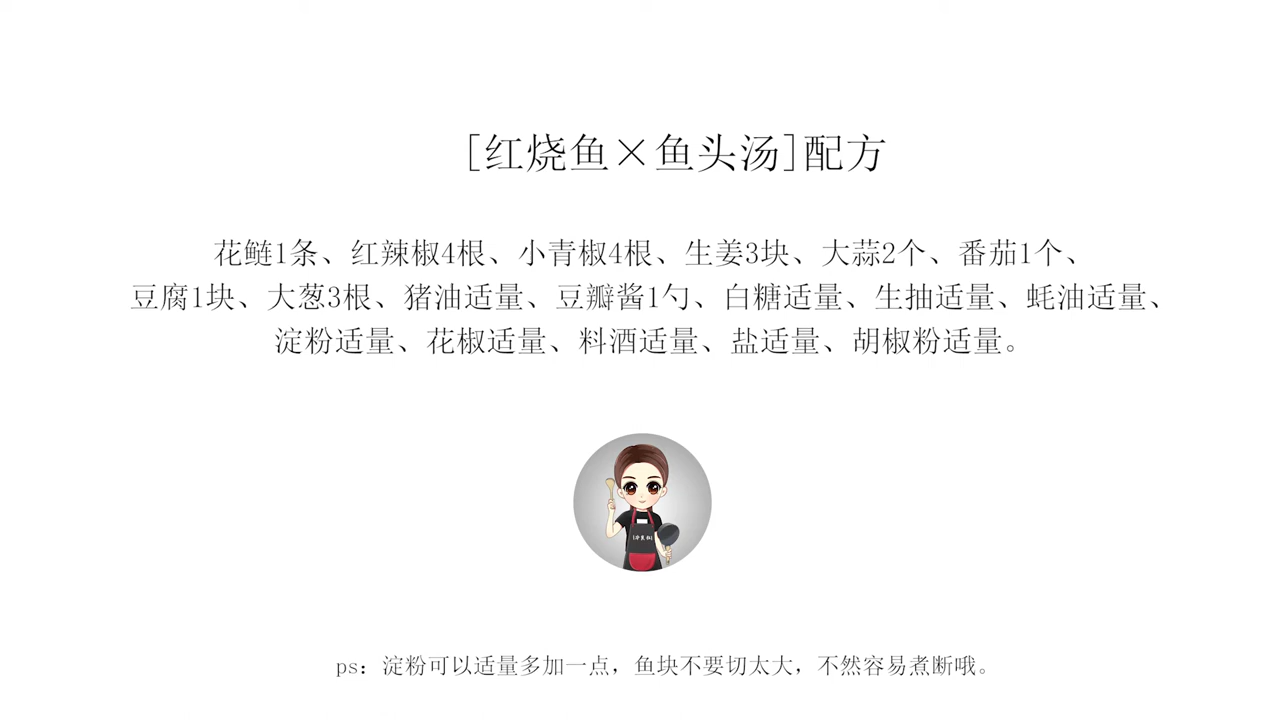 [红烧鱼×鱼头汤]配方
花鲢1条、红辣椒4根、小青椒4根、生姜3块、大蒜2个、番茄1个、
豆腐1块、大葱3根、猪油适量、豆瓣酱1勺、白糖适量、生抽适量、蚝油适量、
淀粉适量、花椒适量、料酒适量、盐适量、胡椒粉适量。
ps：淀粉可以适量多加一点，鱼块不要切太大，不然容易煮断哦。